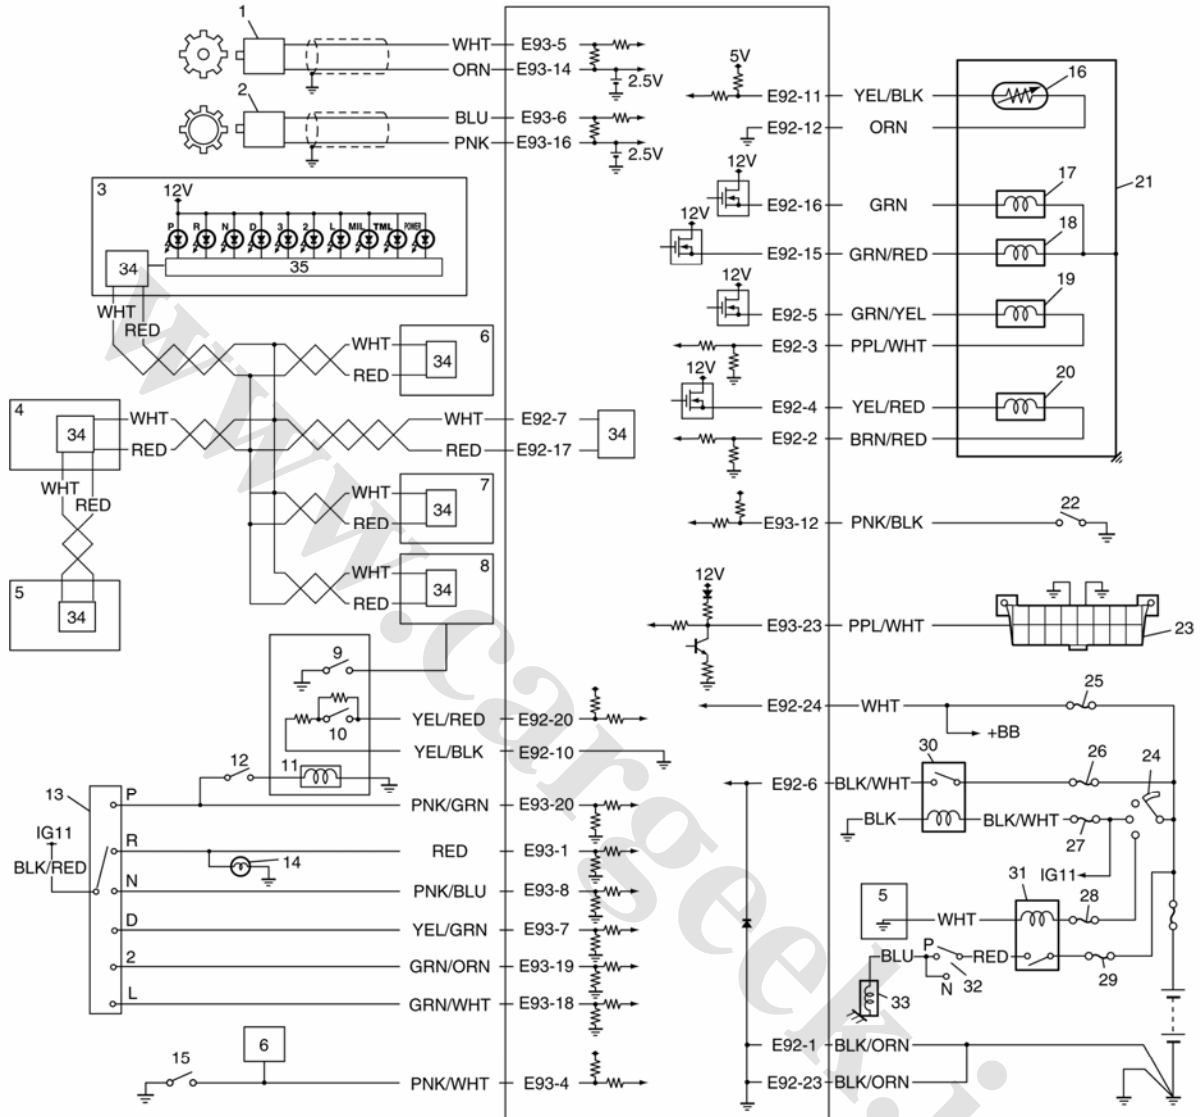 1
WHT E93-5
ORN E93-14
2.5V
2
BLU E93-6
PNK E93-16
2.5V
3
12V
P R N D 3 2 L MIL TML POWER
34
35
WHT
RED
6
WHT
34
RED
4
34
WHT
RED
WHT E92-7
RED E92-17
34
WHT
RED
7
WHT
34
RED
8
WHT
34
RED
5
34
9
10
YEL/RED E92-20
YEL/BLK E92-10
11
12
13
P
PNK/GRN E93-20
IG11
BLK/RED
R
RED E93-1
14
N
PNK/BLU E93-8
D
YEL/GRN E93-7
2
GRN/ORN E93-19
L
GRN/WHT E93-18
6
15
PNK/WHT E93-4
5V
E92-11 YEL/BLK
16
E92-12 ORN
12V
E92-16 GRN
17
21
12V
E92-15 GRN/RED
18
12V
E92-5 GRN/YEL
19
E92-3 PPL/WHT
12V
E92-4 YEL/RED
20
E92-2 BRN/RED
E93-12 PNK/BLK
22
12V
E93-23 PPL/WHT
23
E92-24 WHT
25
+BB
30
26
24
E92-6 BLK/WHT
BLK
BLK/WHT
27
IG11
31
5
WHT
28
BLU
P
RED
N
32
29
33
E92-1 BLK/ORN
E92-23 BLK/ORN
www.cargeek.i